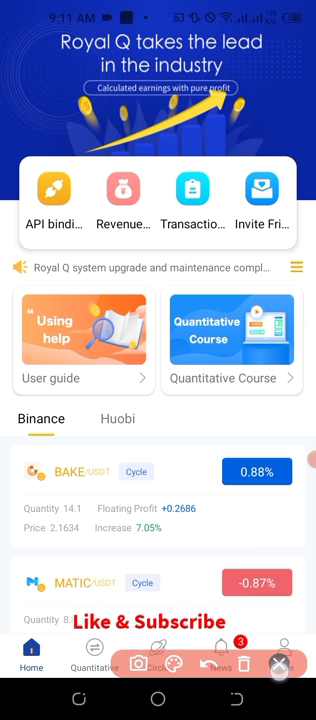 9:11 AM
Royal Q takes the lead
in the industry
Calculated earnings with pure profit
API bindi...
Revenue...
Transactio...
Invite Fri...
Royal Q system upgrade and maintenance compl...
Using
help
Quantitative
Course
User guide
Quantitative Course
Binance
Huobi
BAKE/USDT
Cycle
0.88%
Quantity 14.1
Floating Profit +0.2686
Price 2.1634
Increase 7.05%
MATIC/USDT
Cycle
-0.87%
Quantity 8.
Like & Subscribe
3
Home
Quantitative
News